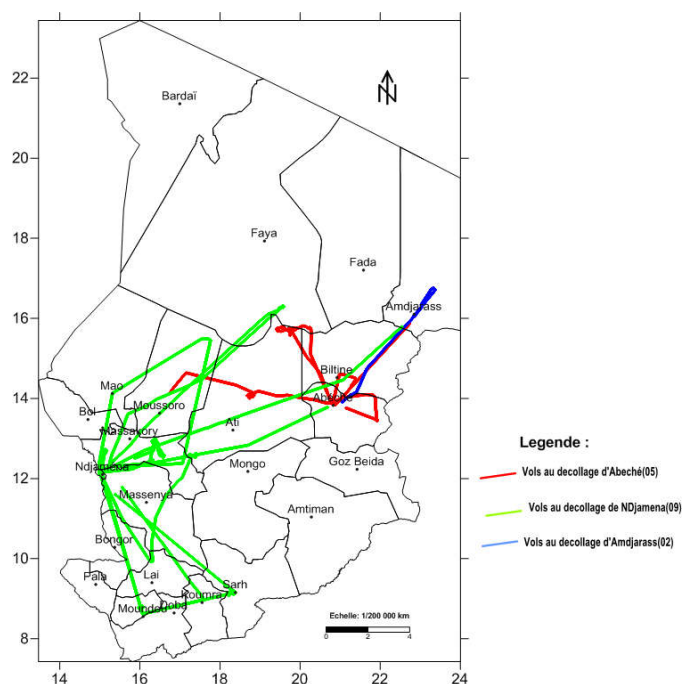 22
20
18
16
14
12
10
8
14
16
18
20
22
24
N
Bardaï
Faya
Fada
Amdjarass
Biltine
Mao
Abéché
Moussoro
Bol
Massakory
Ati
Ndjamena
Mongo
Goz Beida
Massenya
Amtiman
Bongor
Lai
Pala
Sarh
Koumra
Doba
Moundou
Echelle: 1/200 000 km
0
2
4
Legende :
Vols au decollage d'Abeché(05)
Vols au decollage de NDjamena(09)
Vols au decollage d'Amdjarass(02)